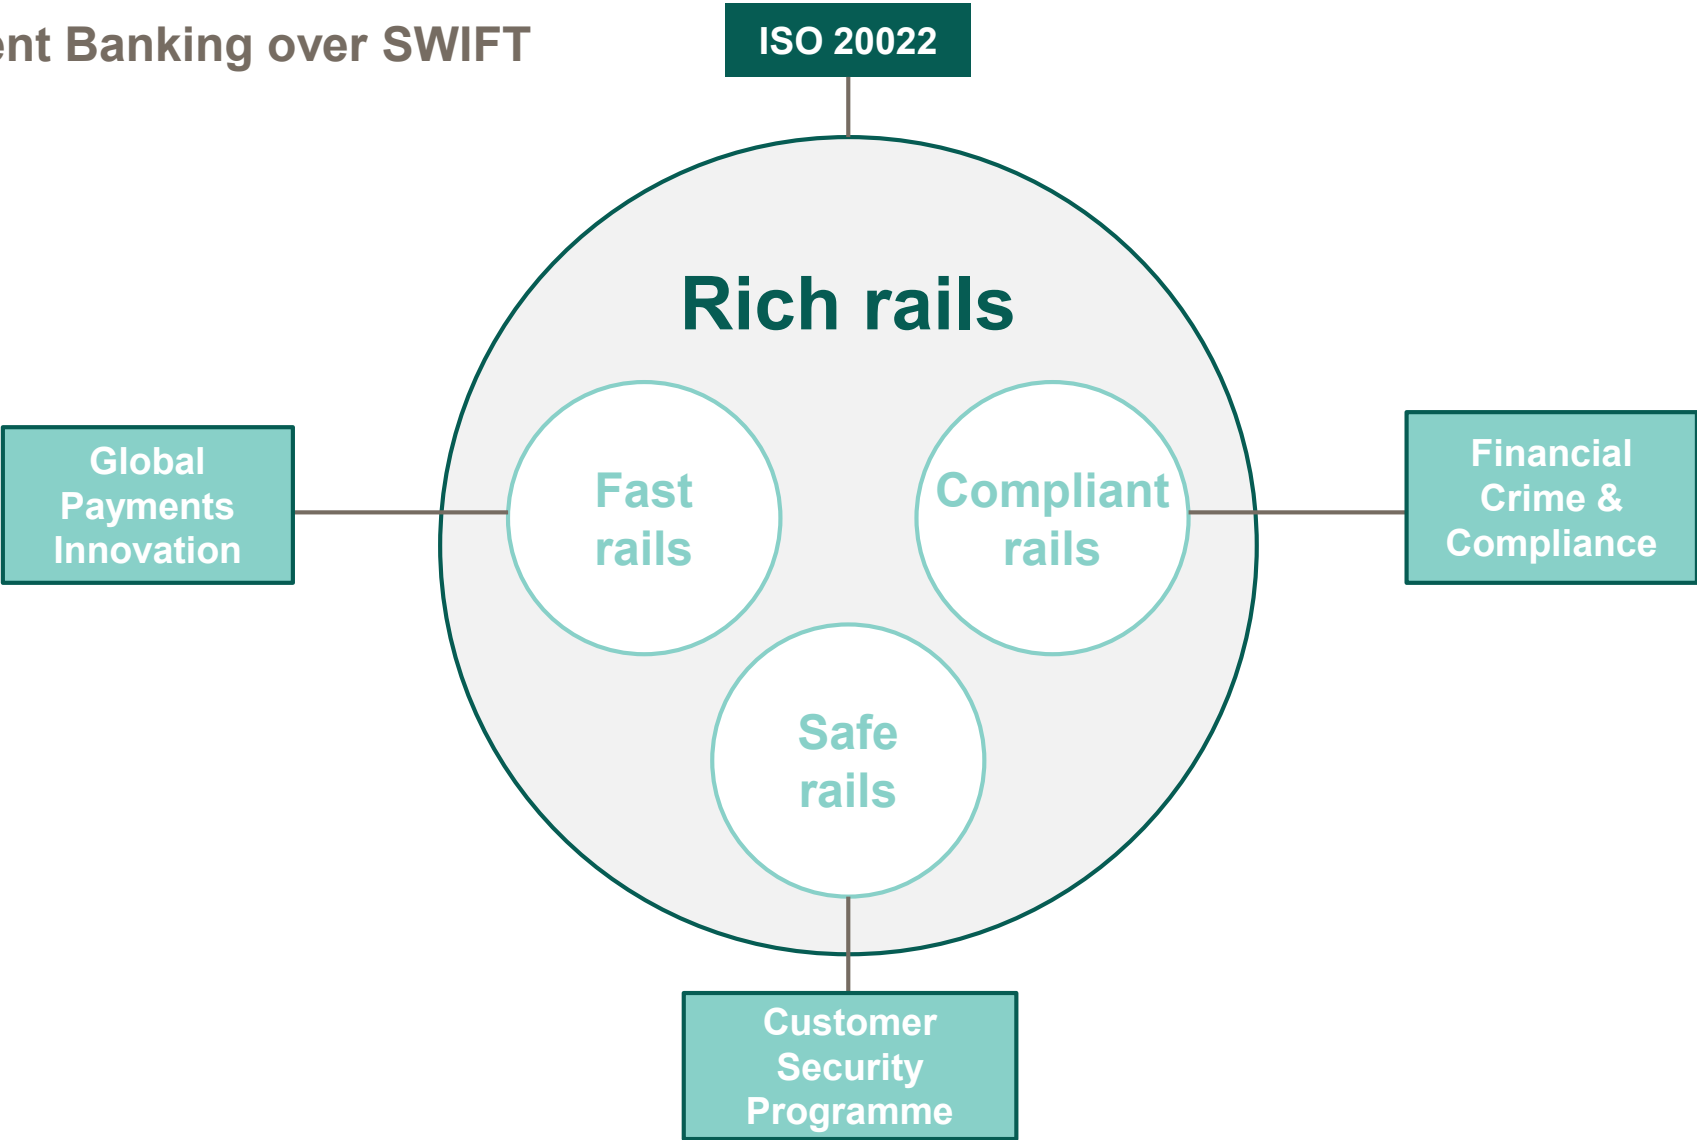 Banking over SWIFT
ISO 20022
Rich rails
Fast
rails
Compliant
rails
Safe
rails
Global
Payments
Innovation
Financial
Crime &
Compliance
Customer
Security
Programme